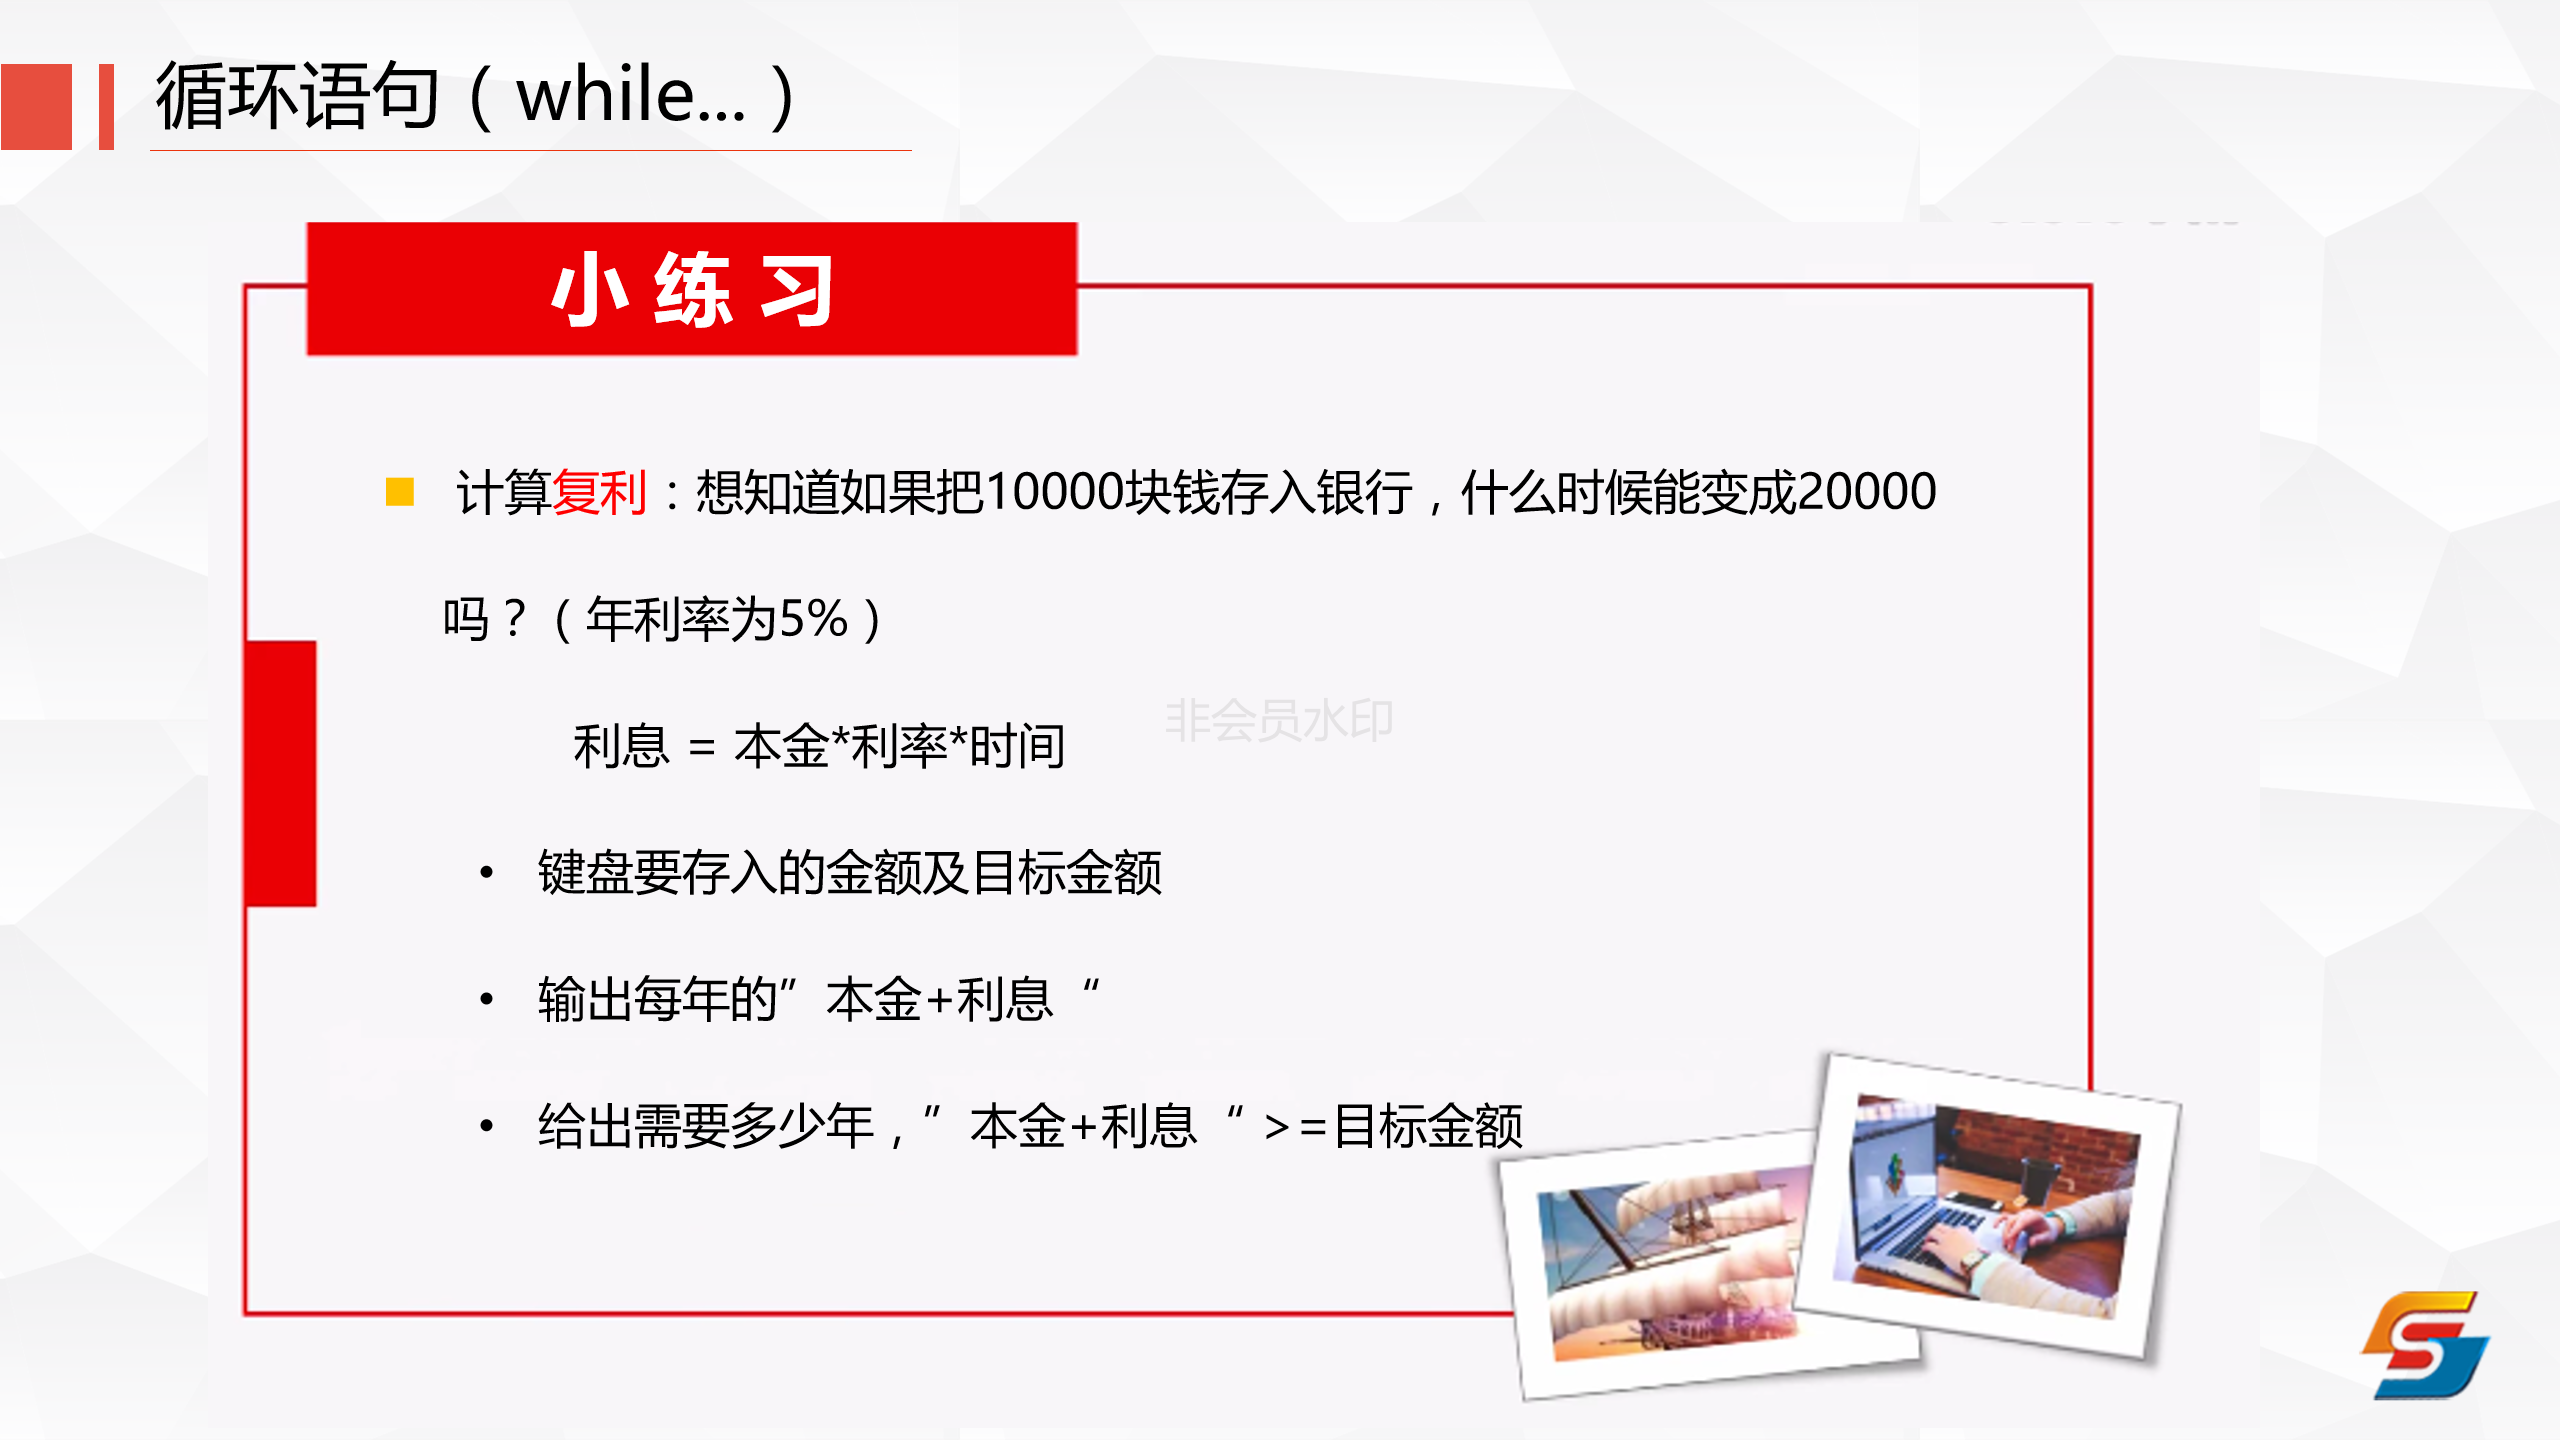 循环语句（while...）
小 练 习
计算复利：想知道如果把10000块钱存入银行，什么时候能变成20000
吗？（年利率为5%）
利息 = 本金*利率*时间
非会员水印
• 键盘要存入的金额及目标金额
• 输出每年的”本金+利息“
• 给出需要多少年，”本金+利息“ >=目标金额